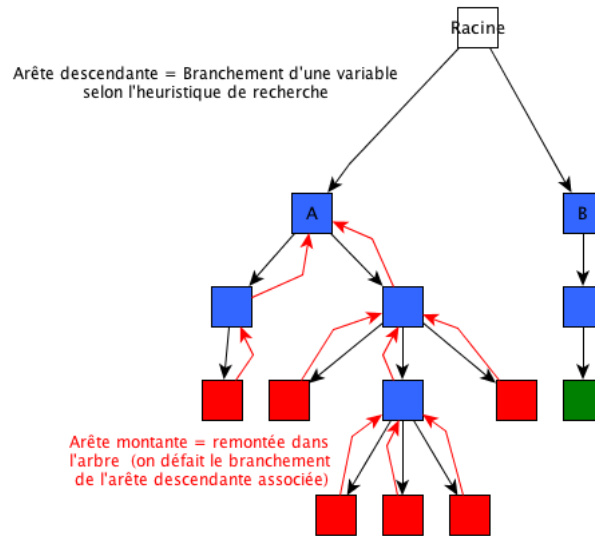 Racine
Arête descendante = Branchement d'une variable
selon l'heuristique de recherche
A
B
Arête montante = remontée dans
l'arbre (on défait le branchement
de l'arête descendante associée)